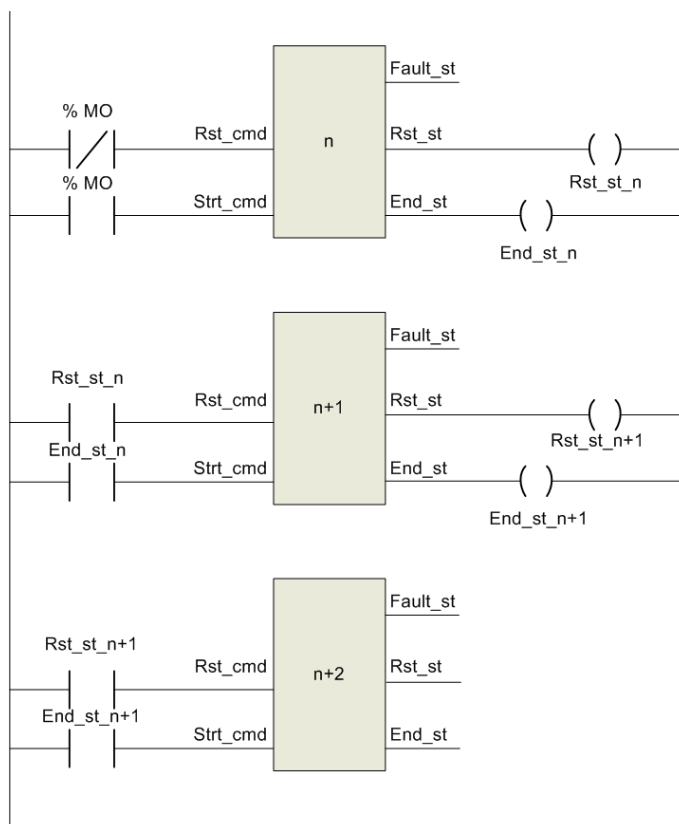 Fault_st
% MO
Rst_cmd
n
Rst_st
Rst_st_n
% MO
Strt_cmd
End_st
End_st_n
Fault_st
Rst_st_n
Rst_cmd
n+1
Rst_st
Rst_st_n+1
End_st_n
Strt_cmd
End_st
End_st_n+1
Fault_st
Rst_st_n+1
Rst_cmd
n+2
Rst_st
End_st_n+1
Strt_cmd
End_st